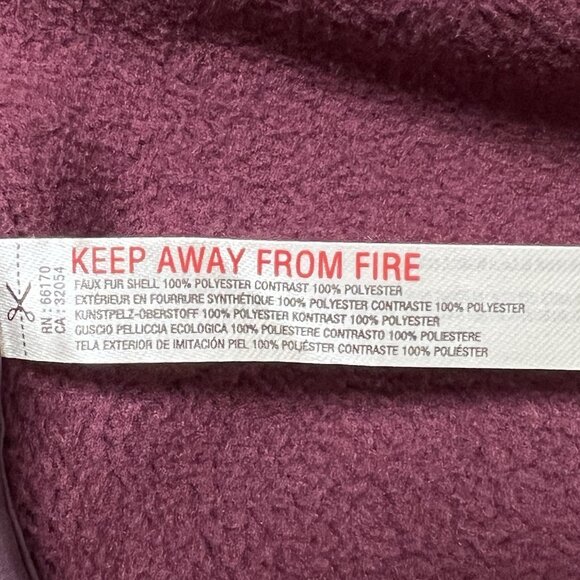 RN: 66170
CA: 32054
KEEP AWAY FROM FIRE
FAUX FUR SHELL 100% POLYESTER CONTRAST 100% POLYESTER
EXTÉRIEUR EN FOURRURE SYNTHÉTIQUE 100% POLYESTER CONTRASTE 100% POLYESTER
KUNSTPELZ-OBERSTOFF 100% POLYESTER KONTRAST 100% POLYESTER
GUSCIO PELLICCIA ECOLOGICA 100% POLIESTERE CONTRASTO 100% POLIESTERE
TELA EXTERIOR DE IMITACIÓN PIEL 100% POLIÉSTER CONTRASTE 100% POLIÉSTER